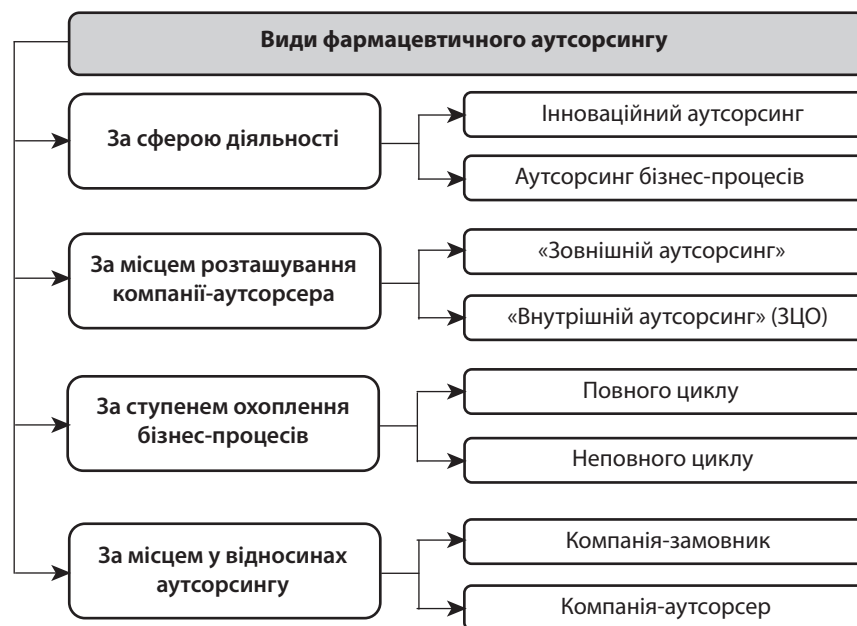 Види фармацевтичного аутсорсингу
За сферою діяльності
Інноваційний аутсорсинг
Аутсорсинг бізнес-процесів
За місцем розташування
компанії-аутсорсера
«Зовнішній аутсорсинг»
«Внутрішній аутсорсинг» (ЗЦО)
За ступенем охоплення
бізнес-процесів
Повного циклу
Неповного циклу
За місцем у відносинах
аутсорсингу
Компанія-замовник
Компанія-аутсорсер